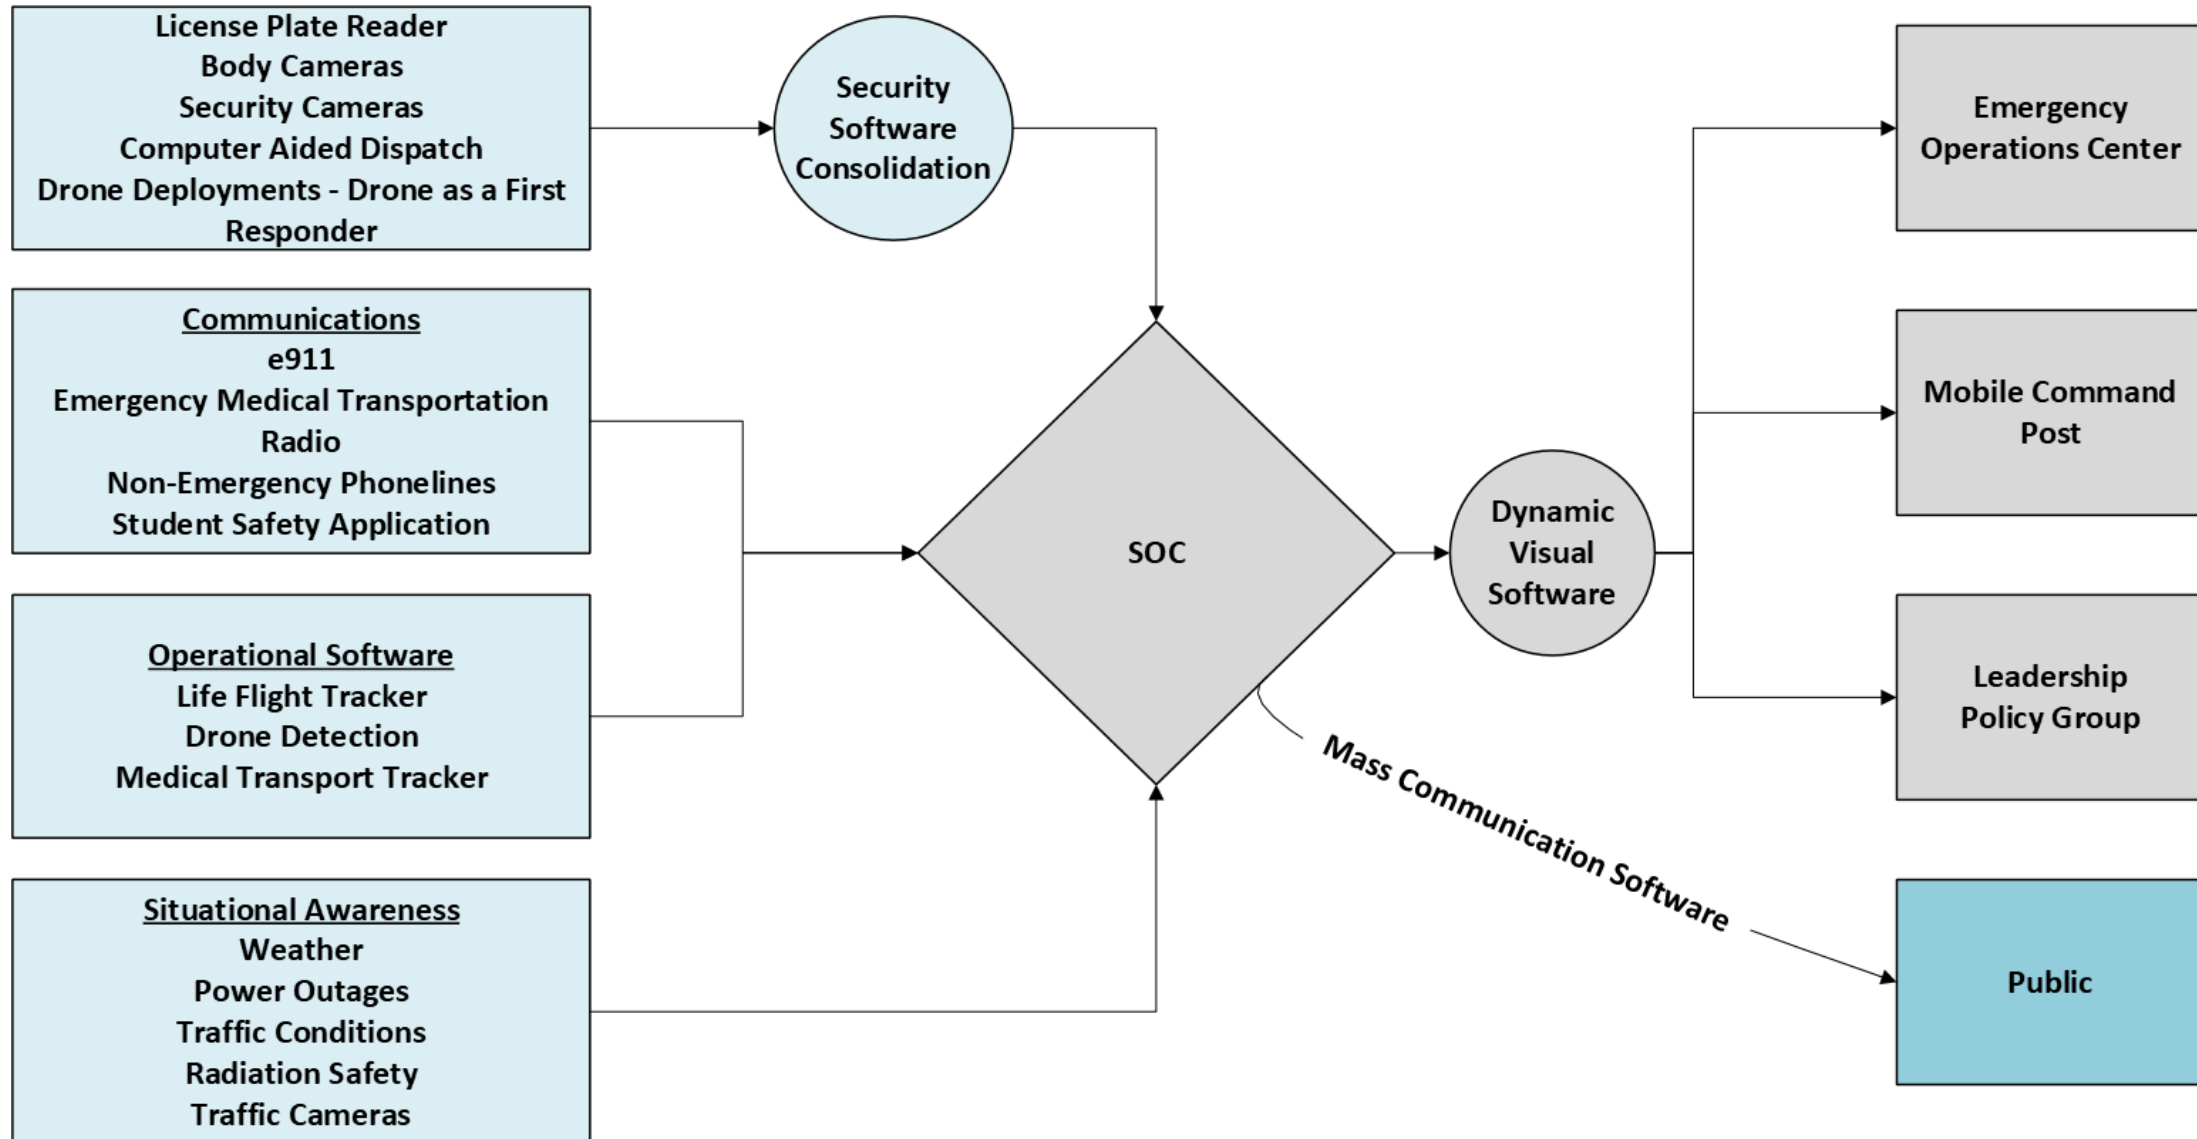 License Plate Reader
Body Cameras
Security Cameras
Computer Aided Dispatch
Drone Deployments - Drone as a First
Responder
Security
Software
Consolidation
Communications
e911
Emergency Medical Transportation
Radio
Non-Emergency Phonelines
Student Safety Application
Operational Software
Life Flight Tracker
Drone Detection
Medical Transport Tracker
Situational Awareness
Weather
Power Outages
Traffic Conditions
Radiation Safety
Traffic Cameras
SOC
Dynamic
Visual
Software
Mass Communication Software
Emergency
Operations Center
Mobile Command
Post
Leadership
Policy Group
Public